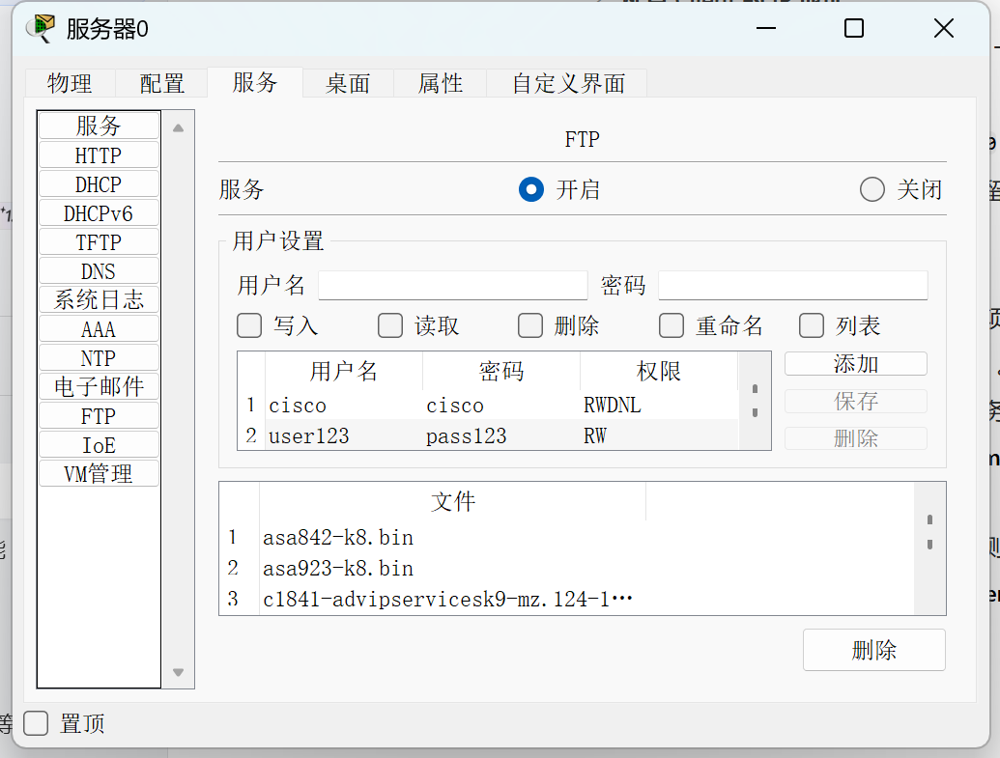 服务器0
物理 配置 服务 桌面 属性 自定义界面
服务
HTTP
DHCP
DHCPv6
TFTP
DNS
系统日志
AAA
NTP
电子邮件
FTP
IoE
VM管理
FTP
服务 开启 关闭
用户设置
用户名 密码
写入 读取 删除 重命名 列表
用户名 密码 权限
1 cisco cisco RWDNL
2 user123 pass123 RW
添加
保存
删除
文件
1 asa842-k8.bin
2 asa923-k8.bin
3 c1841-advipservicesk9-mz.124-1…
删除
置顶